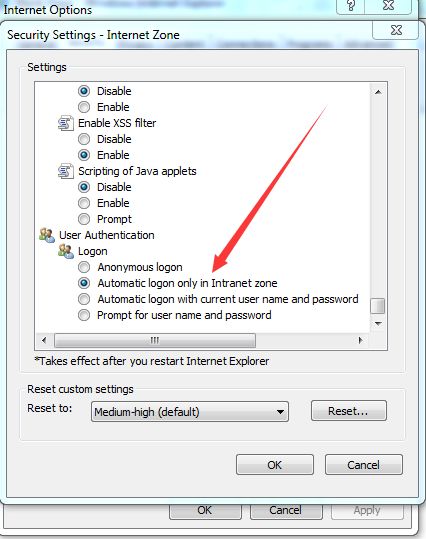 Internet Options
Security Settings - Internet Zone
Settings
Disable
Enable
Enable XSS filter
Disable
Enable
Scripting of Java applets
Disable
Enable
Prompt
User Authentication
Logon
Anonymous logon
Automatic logon only in Intranet zone
Automatic logon with current user name and password
Prompt for user name and password
*Takes effect after you restart Internet Explorer
Reset custom settings
Reset to:
Medium-high (default)
Reset...
OK
Cancel
OK
Cancel
Apply